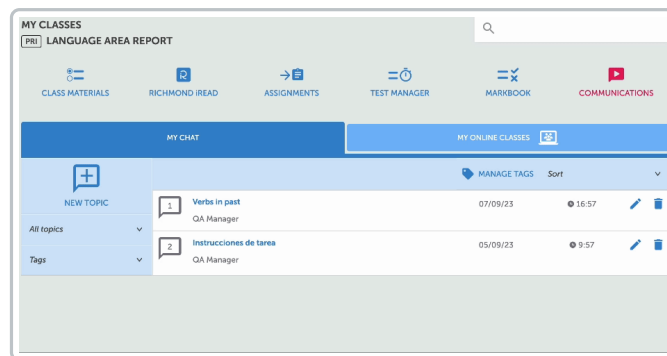 MY CLASSES
PRI LANGUAGE AREA REPORT
CLASS MATERIALS
R
RICHMOND iREAD
ASSIGNMENTS
TEST MANAGER
MARKBOOK
COMMUNICATIONS
MY CHAT
MY ONLINE CLASSES
NEW TOPIC
All topics
Tags
MANAGE TAGS Sort
1 Verbs in past 07/09/23 16:57
QA Manager
2 Instrucciones de tarea 05/09/23 9:57
QA Manager